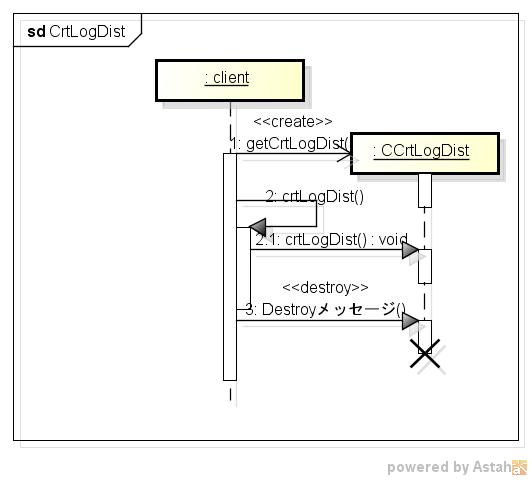 sd CrtLogDist
: client
<<create>>
1: getCrtLogDist()
: CCrtLogDist
2: crtLogDist()
2.1: crtLogDist() : void
<<destroy>>
3: Destroyメッセージ()
powered by Astah